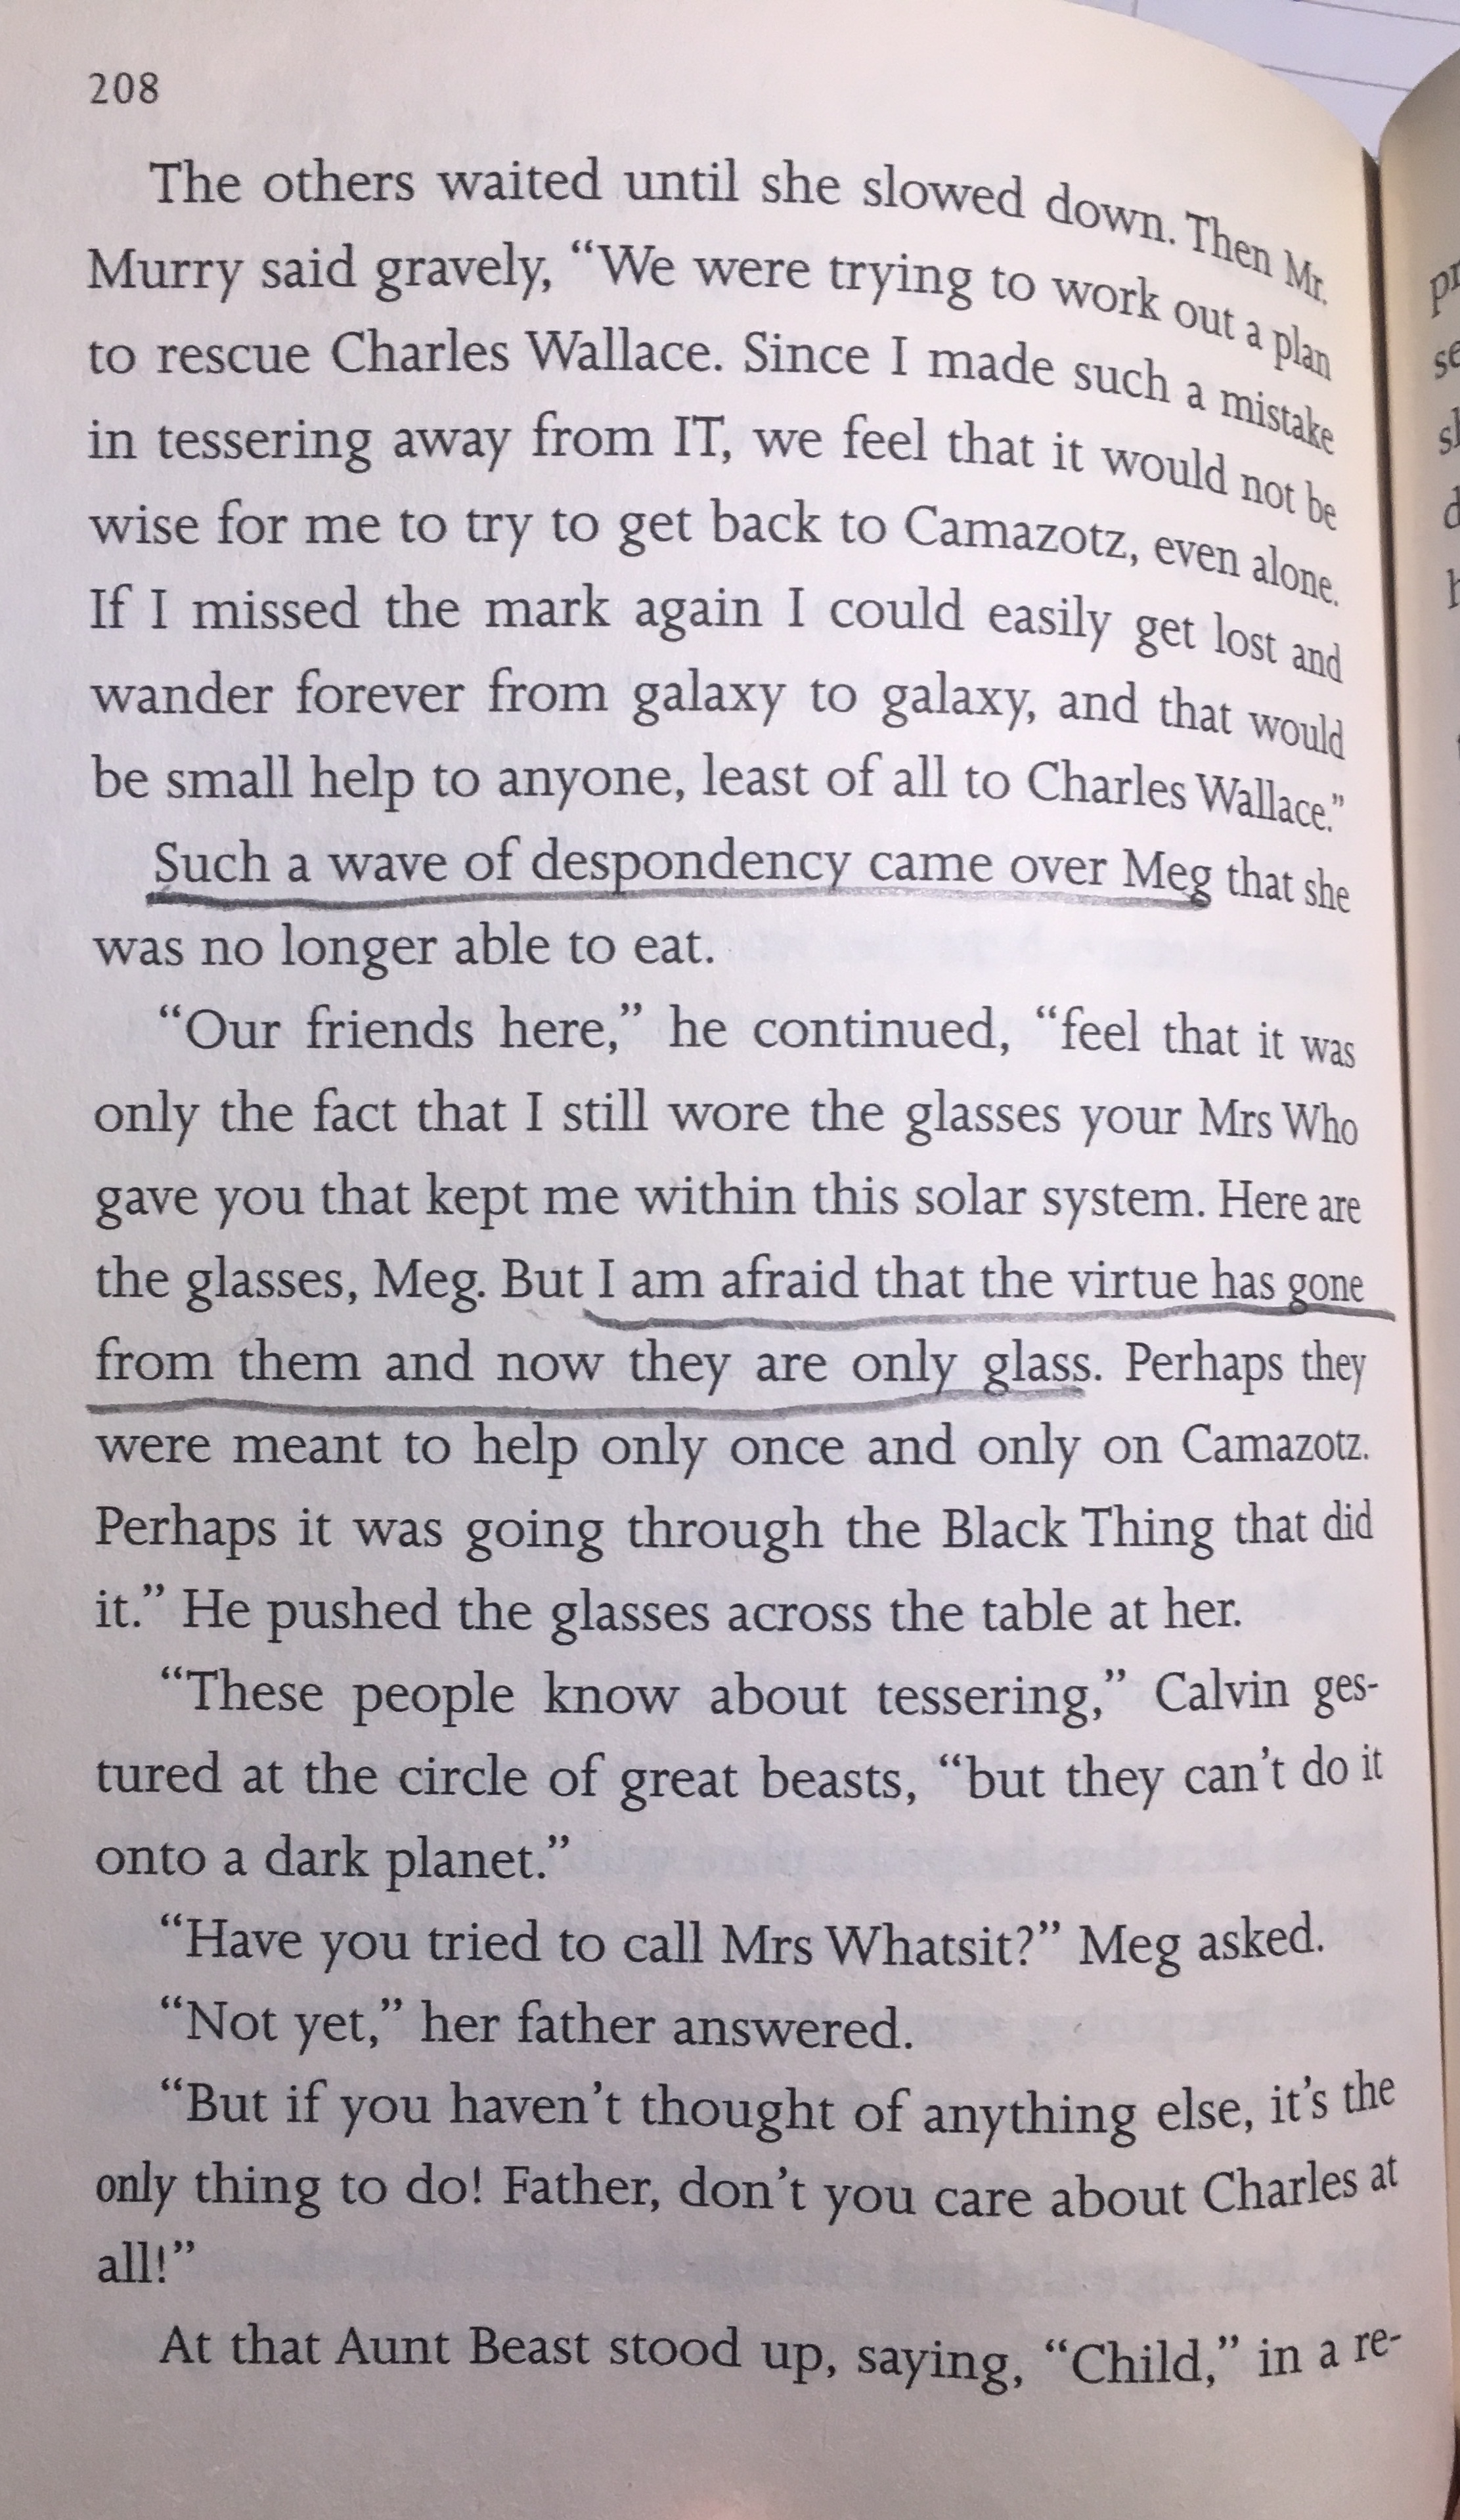 208
The others waited until she slowed down. Then Mr.
Murry said gravely, “We were trying to work out a plan
to rescue Charles Wallace. Since I made such a mistake
in tessering away from IT, we feel that it would not be
wise for me to try to get back to Camazotz, even alone.
If I missed the mark again I could easily get lost and
wander forever from galaxy to galaxy, and that would
be small help to anyone, least of all to Charles Wallace.”
Such a wave of despondency came over Meg that she
was no longer able to eat.
“Our friends here,” he continued, “feel that it was
only the fact that I still wore the glasses your Mrs Who
gave you that kept me within this solar system. Here are
the glasses, Meg. But I am afraid that the virtue has gone
from them and now they are only glass. Perhaps they
were meant to help only once and only on Camazotz.
Perhaps it was going through the Black Thing that did
it.” He pushed the glasses across the table at her.
“These people know about tessering,” Calvin ges-
tured at the circle of great beasts, “but they can’t do it
onto a dark planet.”
“Have you tried to call Mrs Whatsit?” Meg asked.
“Not yet,” her father answered.
“But if you haven’t thought of anything else, it’s the
only thing to do! Father, don’t you care about Charles at
all!”
At that Aunt Beast stood up, saying, “Child,” in a re-